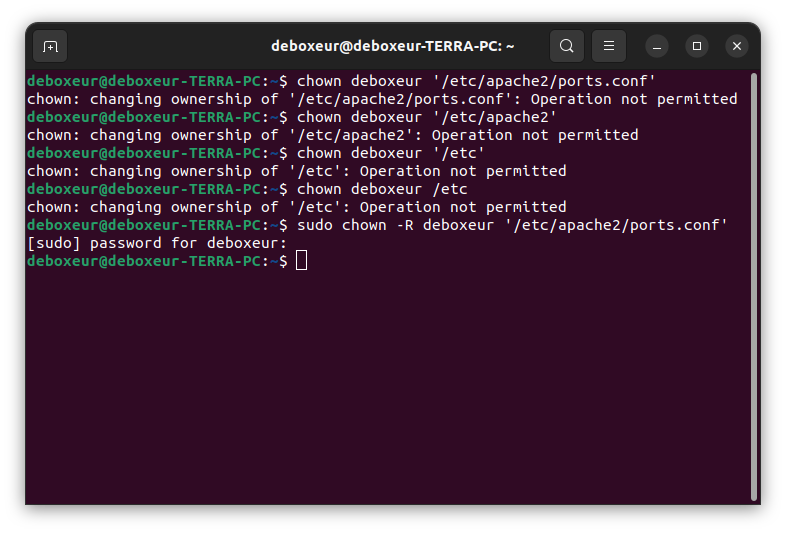 deboxeur@deboxeur-TERRA-PC: ~
deboxeur@deboxeur-TERRA-PC:~$ chown deboxeur '/etc/apache2/ports.conf'
chown: changing ownership of '/etc/apache2/ports.conf': Operation not permitted
deboxeur@deboxeur-TERRA-PC:~$ chown deboxeur '/etc/apache2'
chown: changing ownership of '/etc/apache2': Operation not permitted
deboxeur@deboxeur-TERRA-PC:~$ chown deboxeur '/etc'
chown: changing ownership of '/etc': Operation not permitted
deboxeur@deboxeur-TERRA-PC:~$ chown deboxeur /etc
chown: changing ownership of '/etc': Operation not permitted
deboxeur@deboxeur-TERRA-PC:~$ sudo chown -R deboxeur '/etc/apache2/ports.conf'
[sudo] password for deboxeur:
deboxeur@deboxeur-TERRA-PC:~$